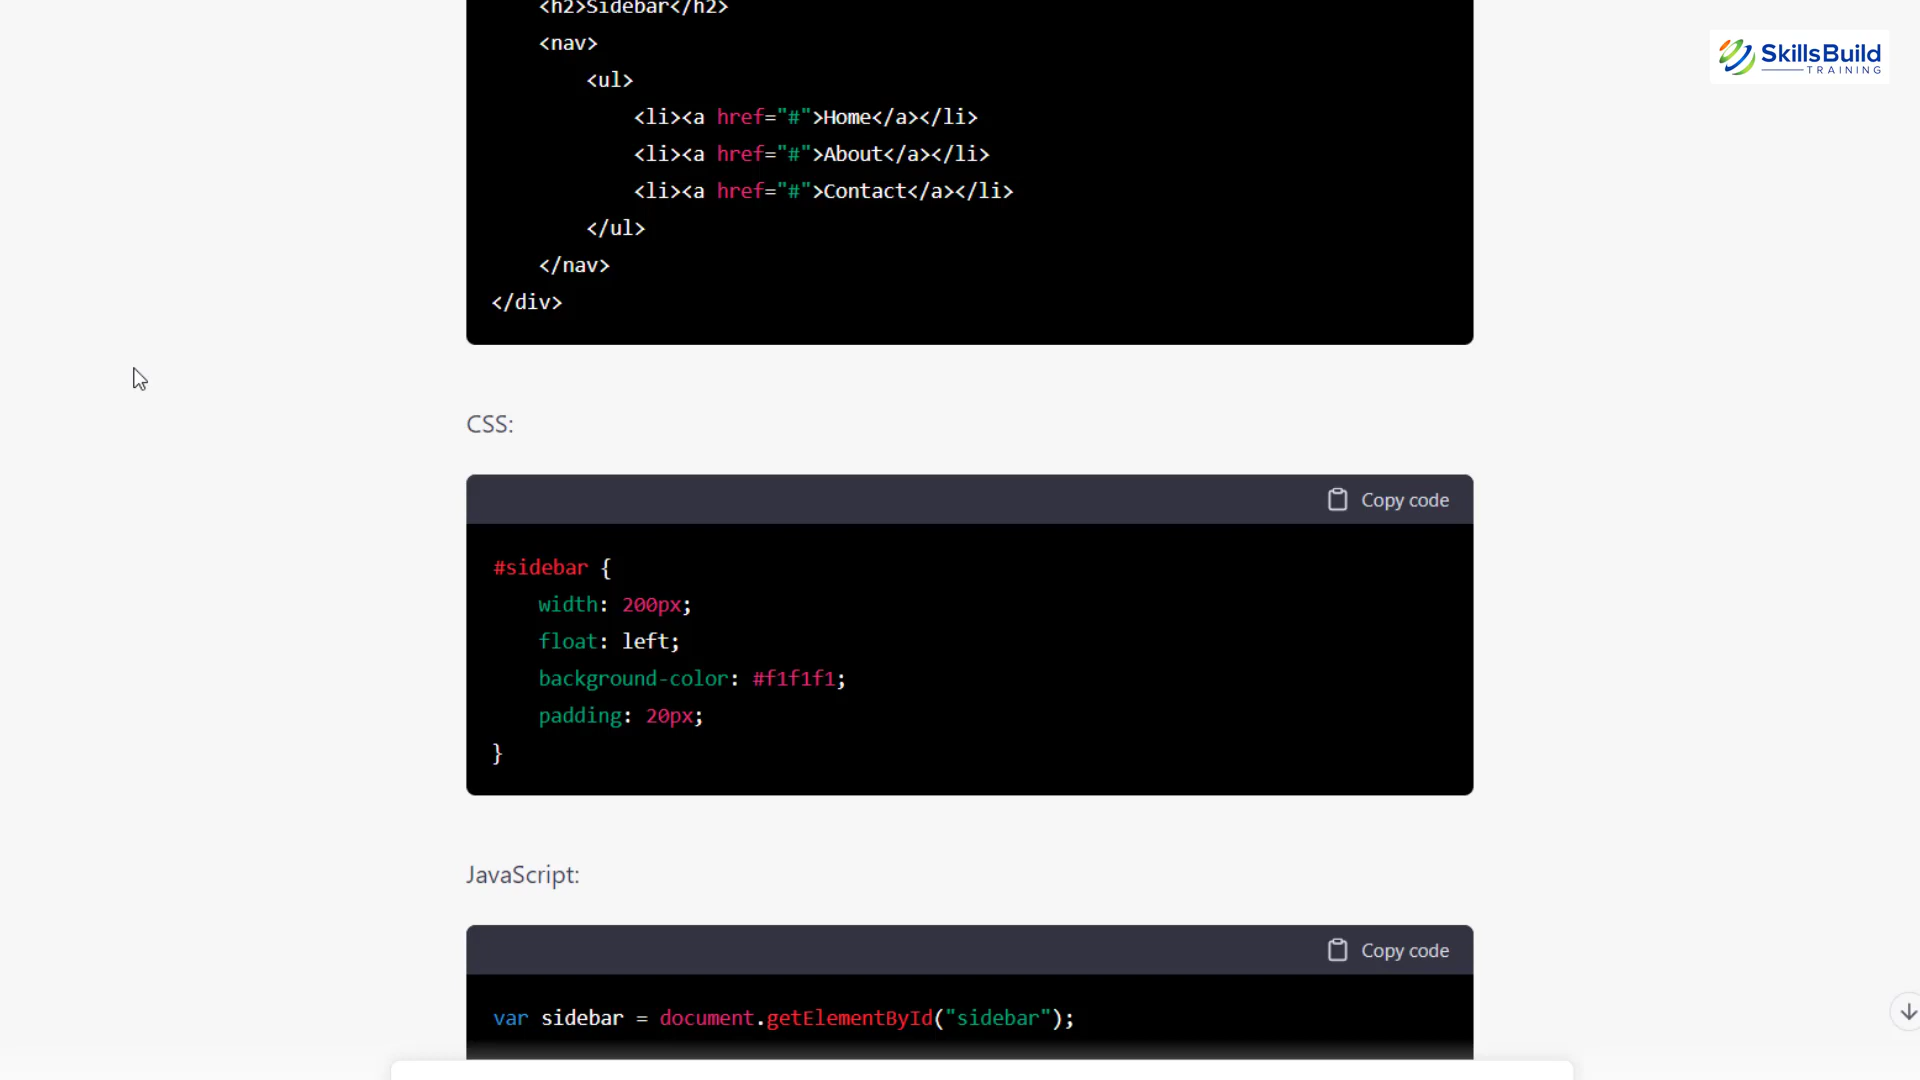 <h2>Sidebar</h2>
SkillsBuild
TRAINING
<nav>
<ul>
<li><a href="#">Home</a></li>
<li><a href="#">About</a></li>
<li><a href="#">Contact</a></li>
</ul>
</nav>
</div>
CSS:
Copy code
#sidebar {
width: 200px;
float: left;
background-color: #f1f1f1;
padding: 20px;
}
JavaScript:
Copy code
var sidebar = document.getElementById("sidebar");